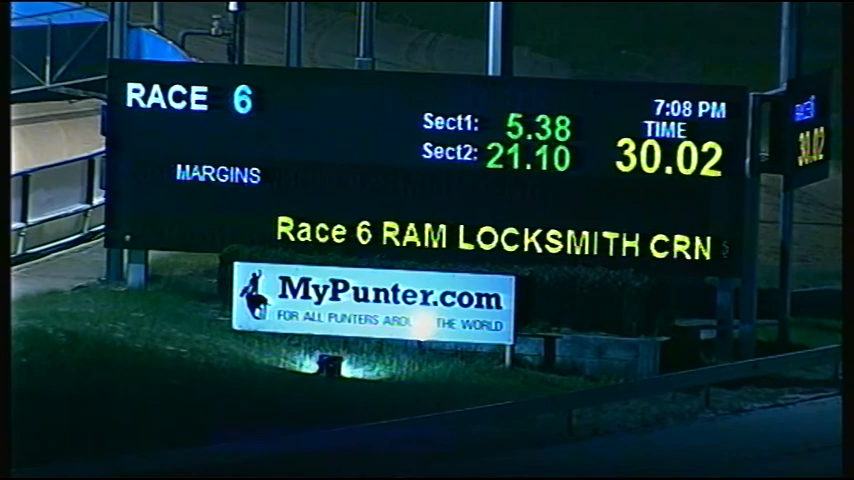 RACE 6
7:08 PM
Sect1: 5.38
TIME
Sect2: 21.10
30.02
MARGINS
Race 6 RAM LOCKSMITH CRN
MyPunter.com
FOR ALL PUNTERS AROUND THE WORLD
30.02